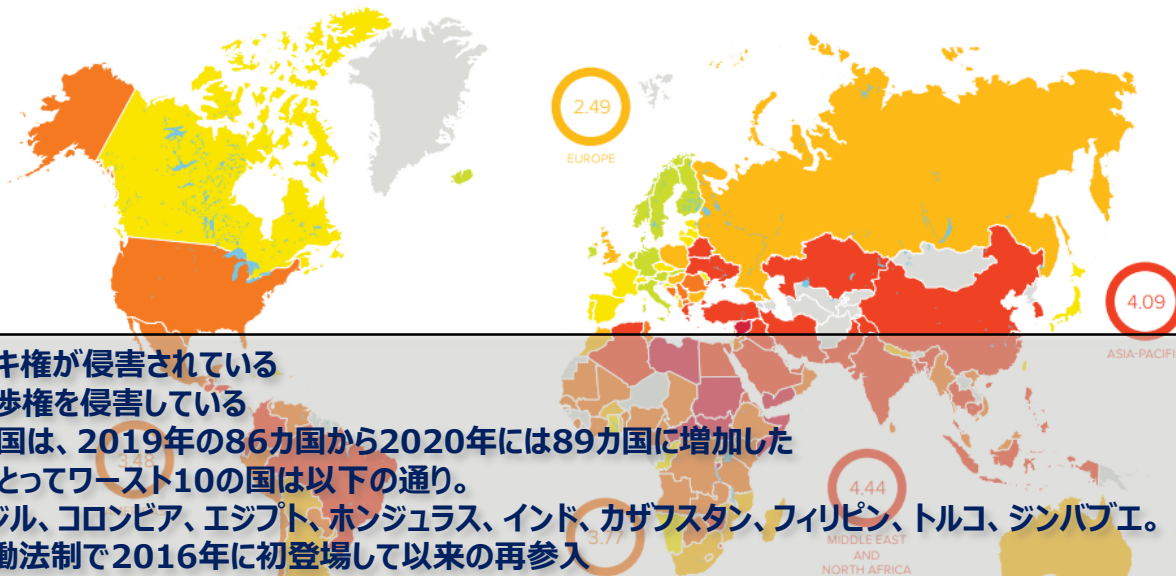 2.49
EUROPE
4.09
ASIA-PACIFI
キ権が侵害されている
歩権を侵害している
国は、2019年の86カ国から2020年には89カ国に増加した
3.48
とってワースト10の国は以下の通り。
4.44
ジル、コロンビア、エジプト、ホンジュラス、インド、カザフスタン、フィリピン、トルコ、ジンバブエ。
3.77
MIDDLE EAST
AND
NORTH AFRICA
働法制で2016年に初登場して以来の再参入